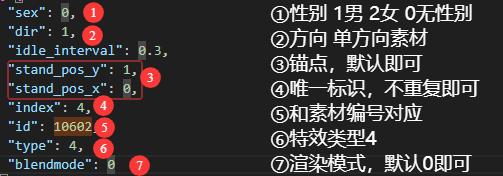 "sex": 0, ① ①性别 1男 2女 0无性别
"dir": 1, ② ②方向 单方向素材
"idle_interval": 0.3,
"stand_pos_y": 1, ③ ③锚点，默认即可
"stand_pos_x": 0,
"index": 4, ④ ④唯一标识，不重复即可
"id": 10602 ⑤ ⑤和素材编号对应
"type": 4, ⑥ ⑥特效类型4
"blendmode": 0 ⑦ ⑦渲染模式，默认0即可